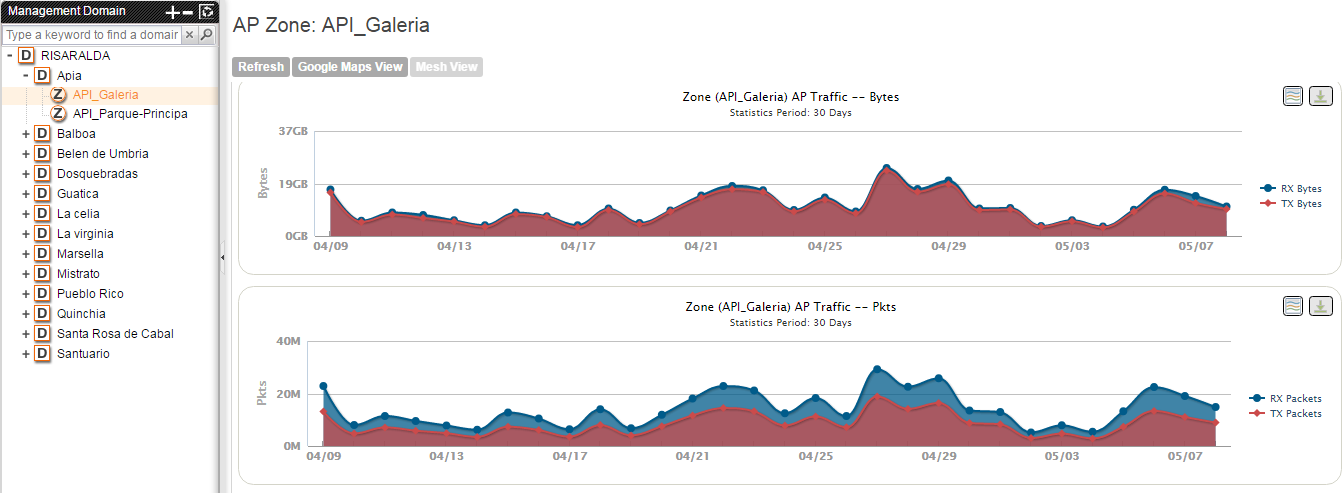 Management Domain
Type a keyword to find a domain
D RISARALDA
D Apia
Z API_Galeria
Z API_Parque-Principa
D Balboa
D Belen de Umbria
D Dosquebradas
D Guatica
D La celia
D La virginia
D Marsella
D Mistrato
D Pueblo Rico
D Quinchia
D Santa Rosa de Cabal
D Santuario
AP Zone: API_Galeria
Refresh Google Maps View Mesh View
Zone (API_Galeria) AP Traffic -- Bytes
Statistics Period: 30 Days
Bytes
37GB
19GB
0GB
04/09 04/13 04/17 04/21 04/25 04/29 05/03 05/07
RX Bytes
TX Bytes
Zone (API_Galeria) AP Traffic -- Pkts
Statistics Period: 30 Days
Pkts
40M
20M
0M
04/09 04/13 04/17 04/21 04/25 04/29 05/03 05/07
RX Packets
TX Packets